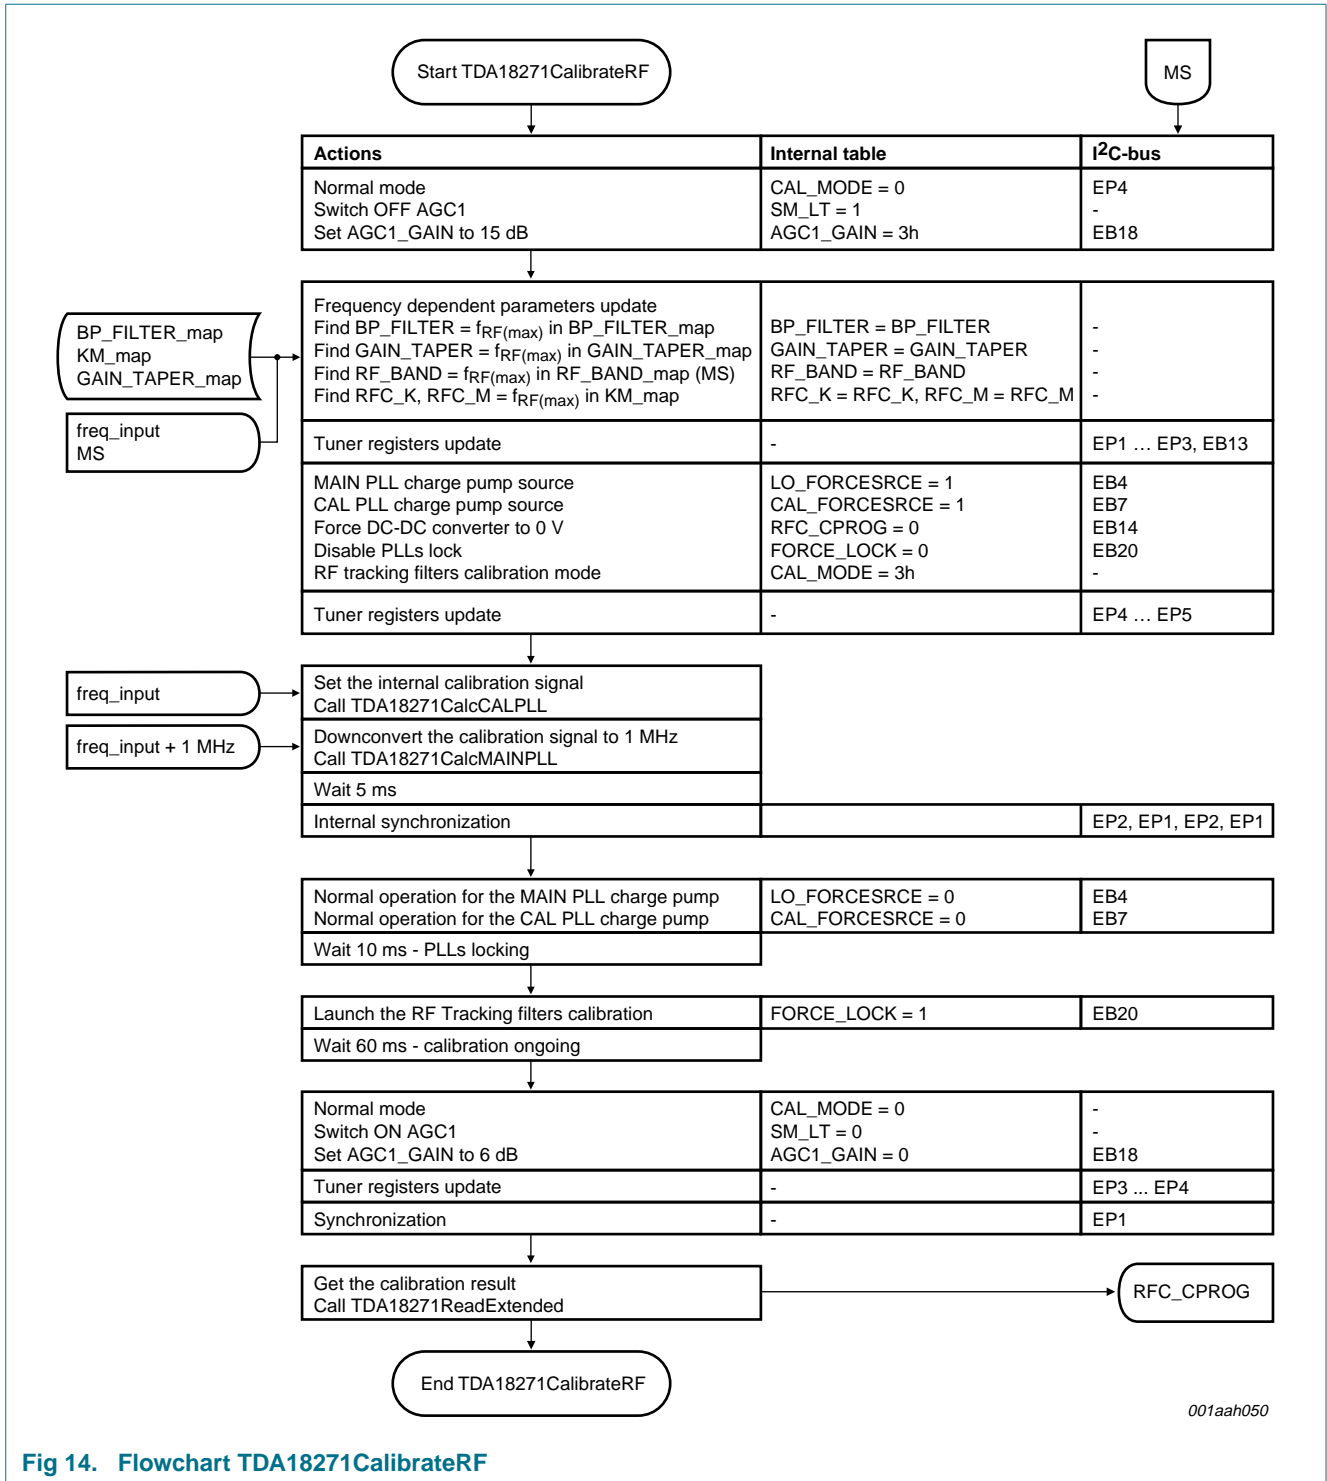 Start TDA18271CalibrateRF
MS
Actions Internal table I2C-bus
Normal mode CAL_MODE = 0 EP4
Switch OFF AGC1 SM_LT = 1 -
Set AGC1_GAIN to 15 dB AGC1_GAIN = 3h EB18
BP_FILTER_map
KM_map
GAIN_TAPER_map
freq_input
MS
Frequency dependent parameters update
Find BP_FILTER = fRF(max) in BP_FILTER_map BP_FILTER = BP_FILTER -
Find GAIN_TAPER = fRF(max) in GAIN_TAPER_map GAIN_TAPER = GAIN_TAPER -
Find RF_BAND = fRF(max) in RF_BAND_map (MS) RF_BAND = RF_BAND -
Find RFC_K, RFC_M = fRF(max) in KM_map RFC_K = RFC_K, RFC_M = RFC_M -
Tuner registers update - EP1 … EP3, EB13
MAIN PLL charge pump source LO_FORCESRCE = 1 EB4
CAL PLL charge pump source CAL_FORCESRCE = 1 EB7
Force DC-DC converter to 0 V RFC_CPROG = 0 EB14
Disable PLLs lock FORCE_LOCK = 0 EB20
RF tracking filters calibration mode CAL_MODE = 3h -
Tuner registers update - EP4 … EP5
freq_input
Set the internal calibration signal
Call TDA18271CalcCALPLL
freq_input + 1 MHz
Downconvert the calibration signal to 1 MHz
Call TDA18271CalcMAINPLL
Wait 5 ms
Internal synchronization EP2, EP1, EP2, EP1
Normal operation for the MAIN PLL charge pump LO_FORCESRCE = 0 EB4
Normal operation for the CAL PLL charge pump CAL_FORCESRCE = 0 EB7
Wait 10 ms - PLLs locking
Launch the RF Tracking filters calibration FORCE_LOCK = 1 EB20
Wait 60 ms - calibration ongoing
Normal mode CAL_MODE = 0 -
Switch ON AGC1 SM_LT = 0 -
Set AGC1_GAIN to 6 dB AGC1_GAIN = 0 EB18
Tuner registers update - EP3 ... EP4
Synchronization - EP1
Get the calibration result
Call TDA18271ReadExtended
RFC_CPROG
End TDA18271CalibrateRF
001aah050
Fig 14. Flowchart TDA18271CalibrateRF